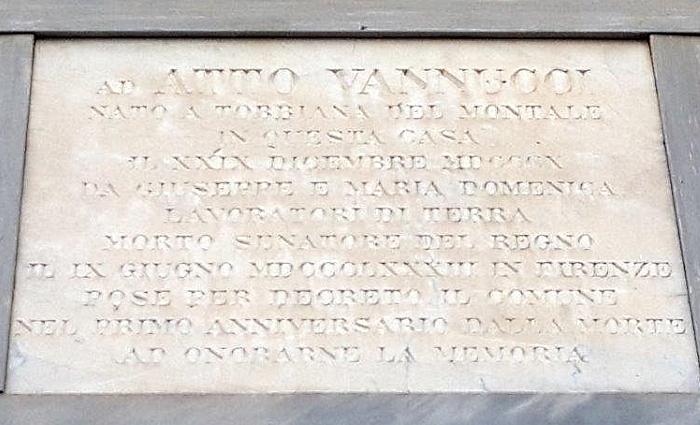 AD ATTO VANNUCCI
NATO A TOBBIANA DEL MONTALE
IN QUESTA CASA
IL XXIX DICEMBRE MDCCCX
DA GIUSEPPE E MARIA DOMENICA
LAVORATORI DI TERRA
MORTO SENATORE DEL REGNO
IL IX GIUGNO MDCCCLXXXIII IN FIRENZE
POSE PER DECRETO IL COMUNE
NEL PRIMO ANNIVERSARIO DALLA MORTE
AD ONORARNE LA MEMORIA